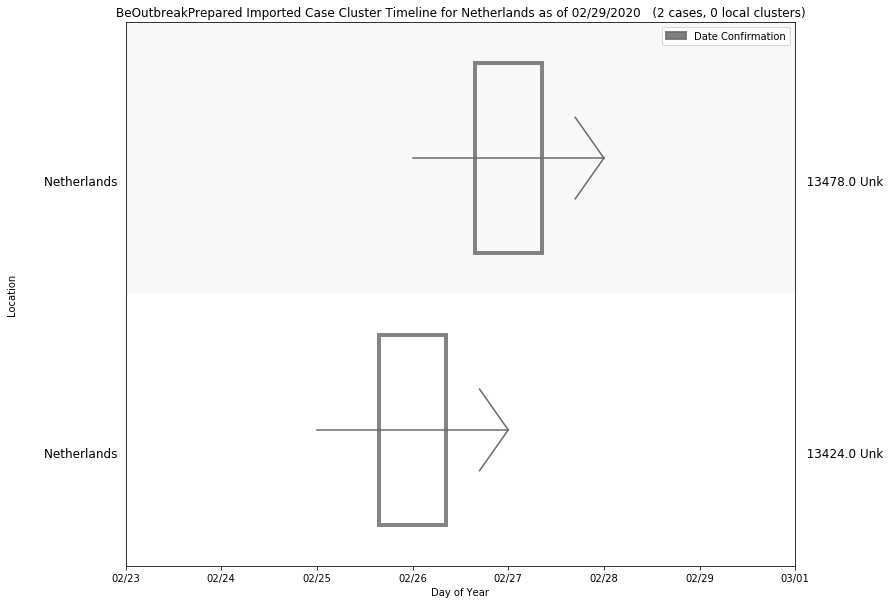 BeOutbreakPrepared Imported Case Cluster Timeline for Netherlands as of 02/29/2020   (2 cases, 0 local clusters)
Date Confirmation
Netherlands
13478.0 Unk
Location
Netherlands
13424.0 Unk
02/23 02/24 02/25 02/26 02/27 02/28 02/29 03/01
Day of Year